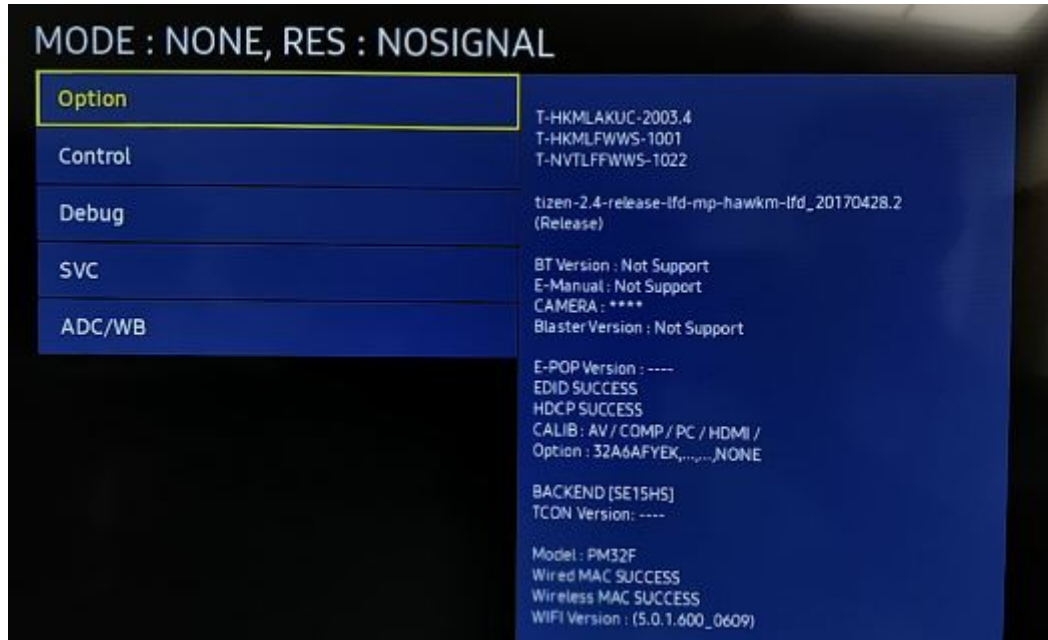 MODE : NONE, RES : NOSIGNAL
Option
Control
Debug
SVC
ADC/WB
T-HKMLAKUC-2003.4
T-HKMLFWWS-1001
T-NVTLFFWWS-1022
tizen-2.4-release-lfd-mp-hawkm-lfd_20170428.2
(Release)
BT Version : Not Support
E-Manual : Not Support
CAMERA : ****
Blaster Version : Not Support
E-POP Version : ----
EDID SUCCESS
HDCP SUCCESS
CALIB : AV / COMP / PC / HDMI /
Option : 32A6AFYEK,...,...,NONE
BACKEND [SE15HS]
TCON Version: ----
Model : PM32F
Wired MAC SUCCESS
Wireless MAC SUCCESS
WIFI Version : (5.0.1.600_0609)